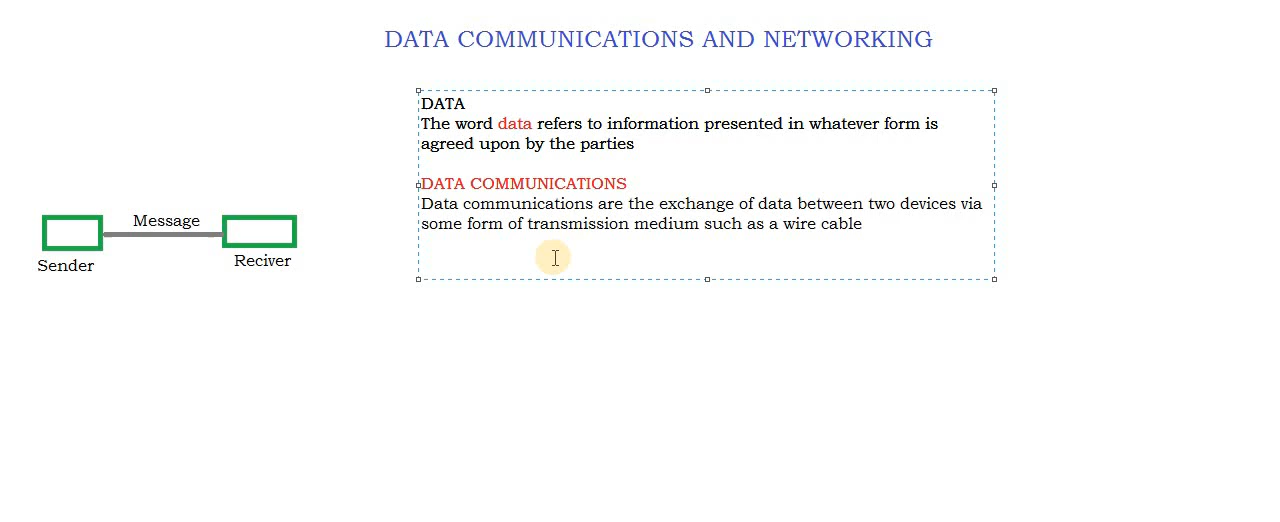 DATA COMMUNICATIONS AND NETWORKING
DATA
The word data refers to information presented in whatever form is
agreed upon by the parties
DATA COMMUNICATIONS
Data communications are the exchange of data between two devices via
some form of transmission medium such as a wire cable
Message
Sender
Reciver